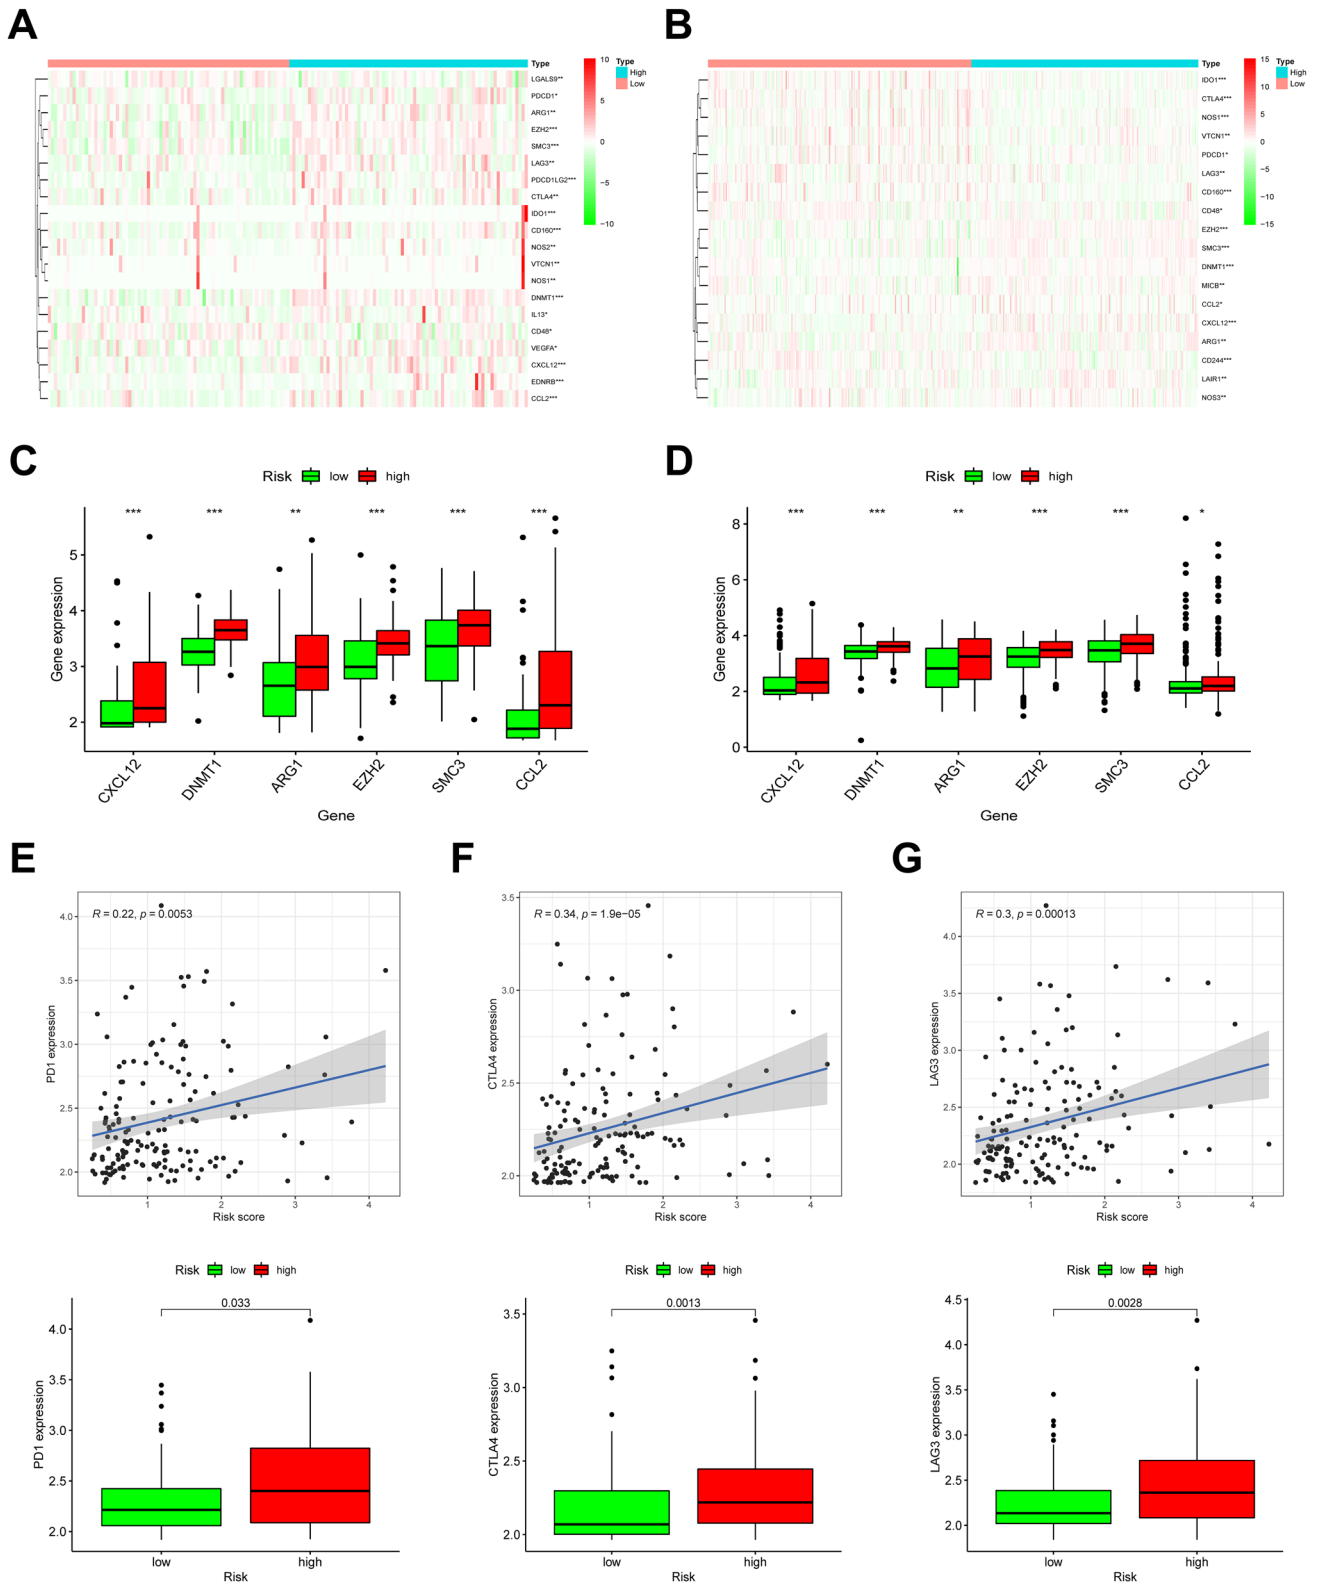 A
Type
LGALS9**
PDCD1*
ARG1**
EZH2***
SMC3***
LAG3**
PDCD1LG2***
CTLA4**
IDO1***
CD160***
NOS2**
VTCN1**
NOS1**
DNMT1***
IL13*
CD48*
VEGFA*
CXCL12***
EDNRB***
CCL2***
10
5
0
−5
−10
Type
High
Low
B
Type
IDO1***
CTLA4***
NOS1***
VTCN1**
PDCD1*
LAG3**
CD160***
CD48*
EZH2***
SMC3***
DNMT1***
MICB**
CCL2*
CXCL12***
ARG1**
CD244***
LAIR1**
NOS3**
15
10
5
0
−5
−10
−15
Type
High
Low
C
Risk low high
*** *** ** *** *** ***
Gene expression
5
4
3
2
CXCL12 DNMT1 ARG1 EZH2 SMC3 CCL2
Gene
D
Risk low high
*** *** ** *** *** *
Gene expression
8
6
4
2
0
CXCL12 DNMT1 ARG1 EZH2 SMC3 CCL2
Gene
E
R = 0.22, p = 0.0053
PD1 expression
4.0
3.5
3.0
2.5
2.0
1 2 3 4
Risk score
Risk low high
0.033
PD1 expression
4.0
3.5
3.0
2.5
2.0
low high
Risk
F
R = 0.34, p = 1.9e−05
CTLA4 expression
3.5
3.0
2.5
2.0
1 2 3 4
Risk score
Risk low high
0.0013
CTLA4 expression
3.5
3.0
2.5
2.0
low high
Risk
G
R = 0.3, p = 0.00013
LAG3 expression
4.0
3.5
3.0
2.5
2.0
1 2 3 4
Risk score
Risk low high
0.0028
LAG3 expression
4.5
4.0
3.5
3.0
2.5
2.0
low high
Risk